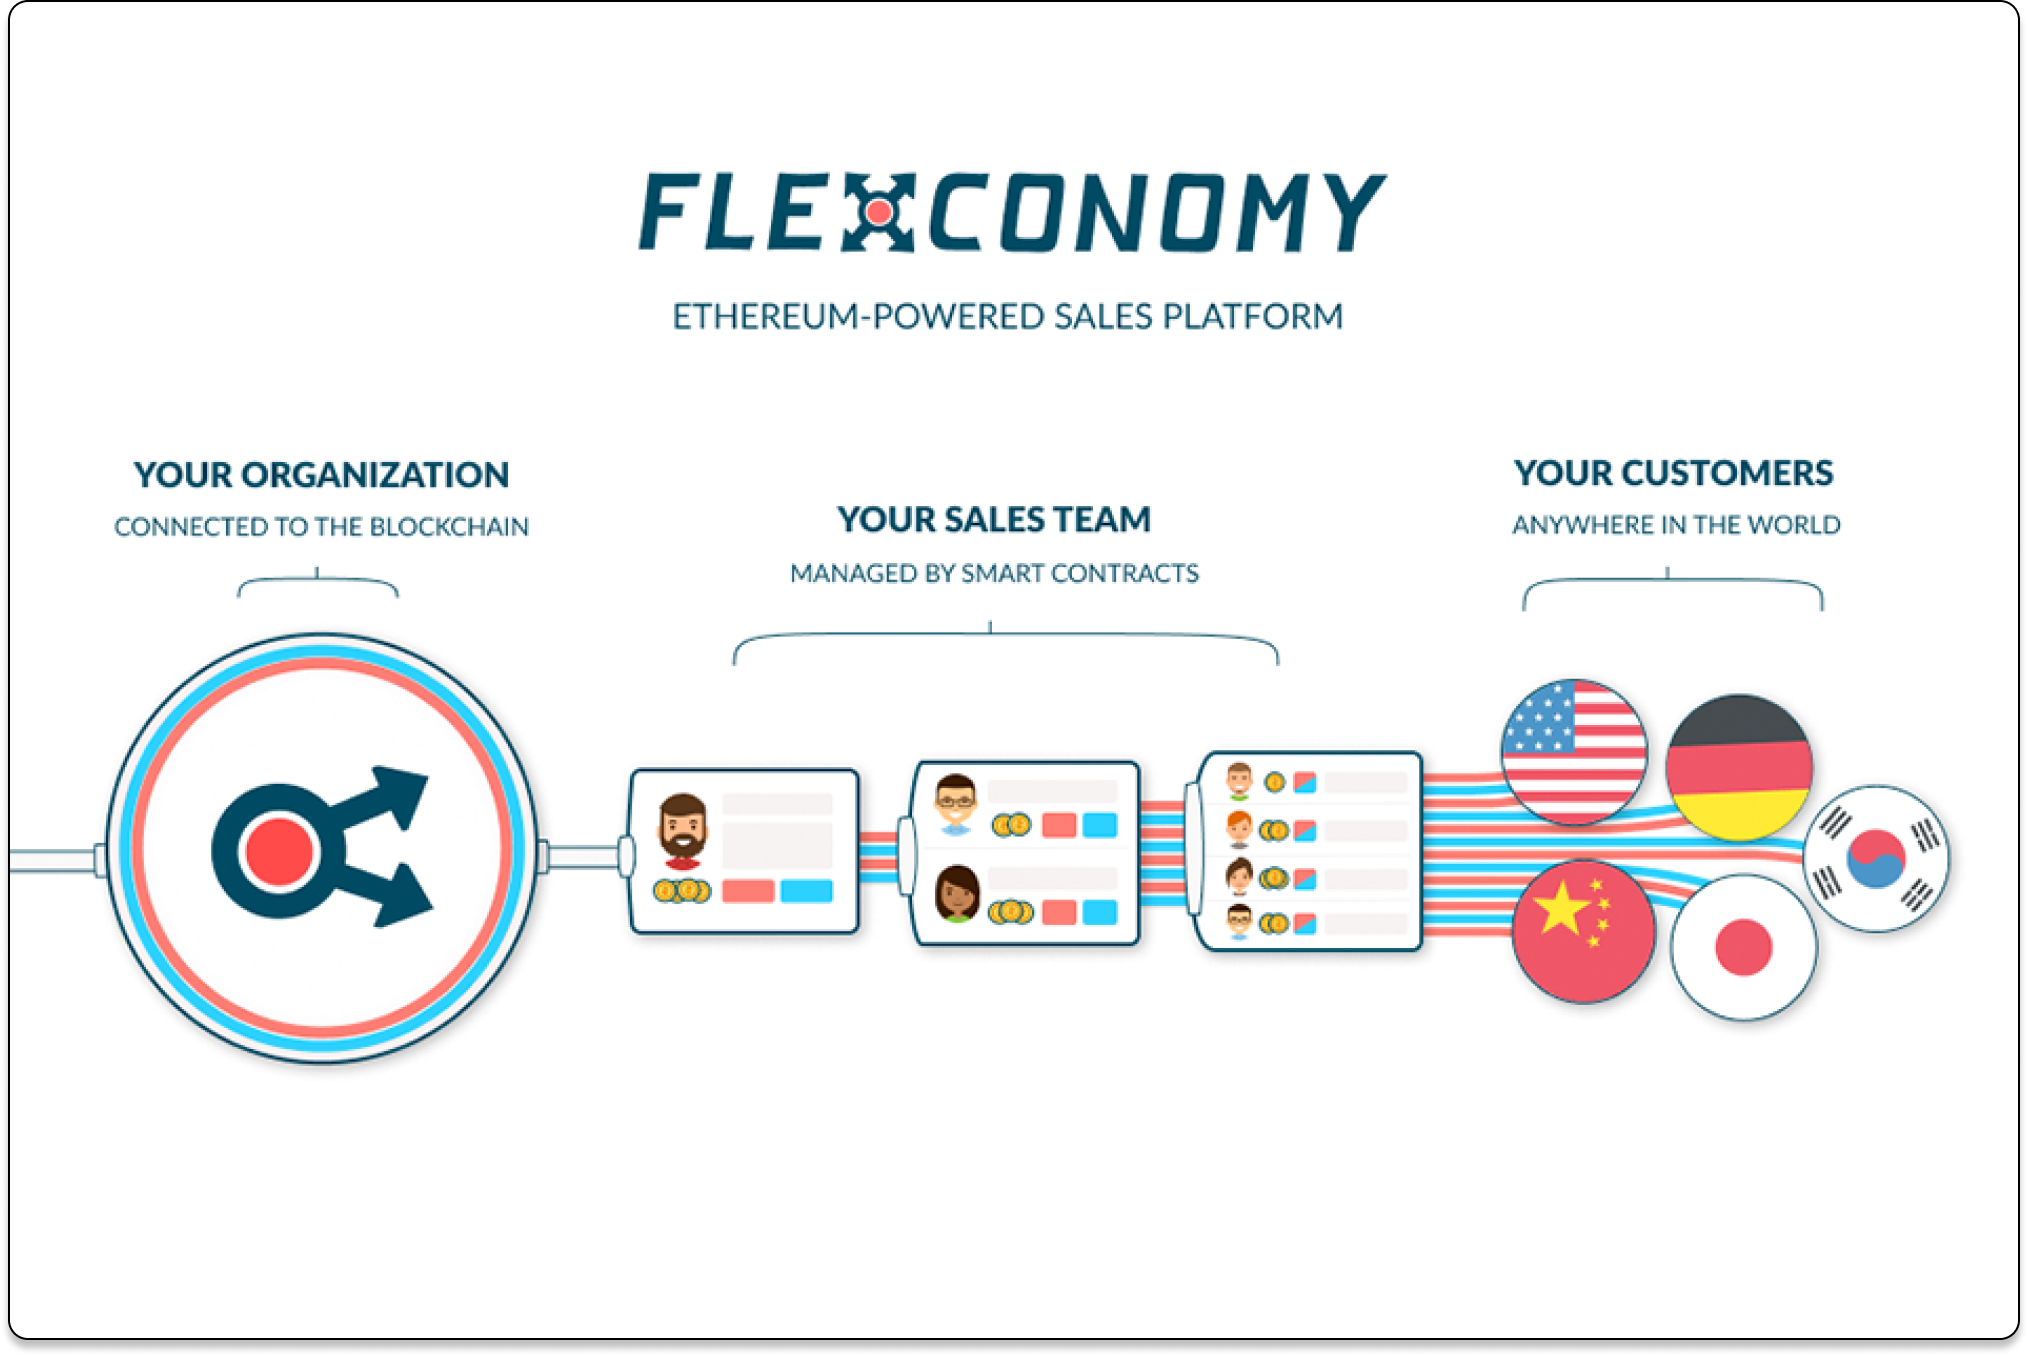 FLEXCONOMY
ETHEREUM-POWERED SALES PLATFORM
YOUR ORGANIZATION
CONNECTED TO THE BLOCKCHAIN
YOUR SALES TEAM
MANAGED BY SMART CONTRACTS
YOUR CUSTOMERS
ANYWHERE IN THE WORLD